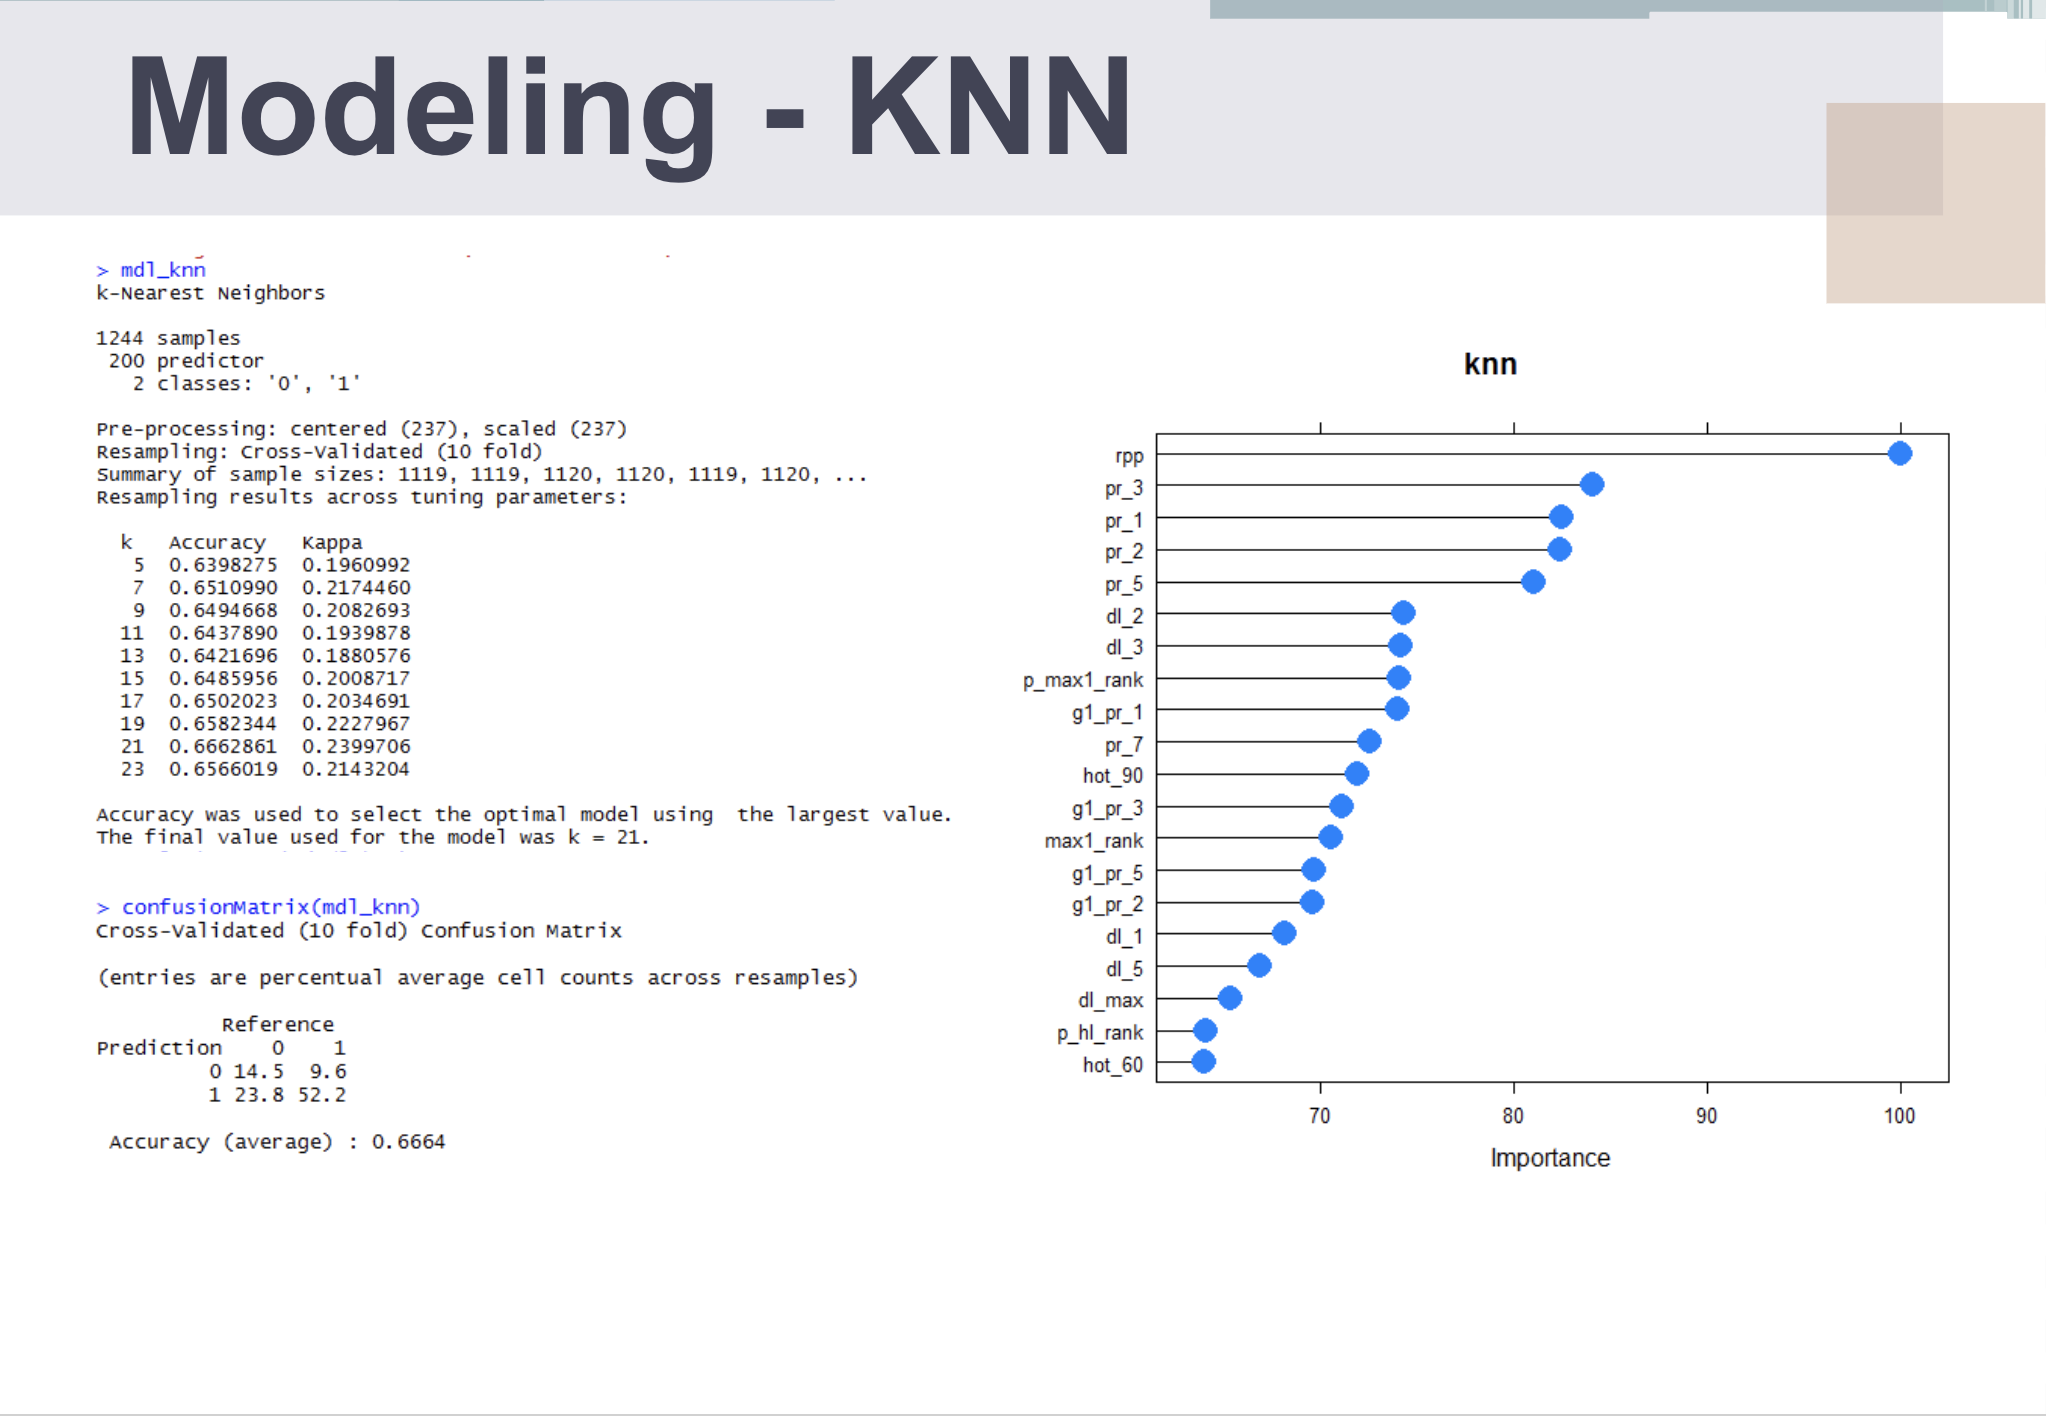 Modeling - KNN
> mdl_knn
k-Nearest Neighbors
1244 samples
200 predictor
2 classes: '0', '1'
Pre-processing: centered (237), scaled (237)
Resampling: Cross-Validated (10 fold)
Summary of sample sizes: 1119, 1119, 1120, 1120, 1119, 1120, ...
Resampling results across tuning parameters:
k Accuracy Kappa
5 0.6398275 0.1960992
7 0.6510990 0.2174460
9 0.6494668 0.2082693
11 0.6437890 0.1939878
13 0.6421696 0.1880576
15 0.6485956 0.2008717
17 0.6502023 0.2034691
19 0.6582344 0.2227967
21 0.6662861 0.2399706
23 0.6566019 0.2143204
Accuracy was used to select the optimal model using the largest value.
The final value used for the model was k = 21.
> confusionMatrix(mdl_knn)
Cross-Validated (10 fold) Confusion Matrix
(entries are percentual average cell counts across resamples)
Reference
Prediction 0 1
0 14.5 9.6
1 23.8 52.2
Accuracy (average) : 0.6664
knn
rpp
pr_3
pr_1
pr_2
pr_5
dl_2
dl_3
p_max1_rank
g1_pr_1
pr_7
hot_90
g1_pr_3
max1_rank
g1_pr_5
g1_pr_2
dl_1
dl_5
dl_max
p_hl_rank
hot_60
70 80 90 100
Importance